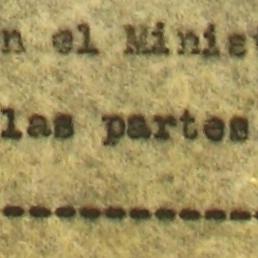 n el Minis
las partes
----------